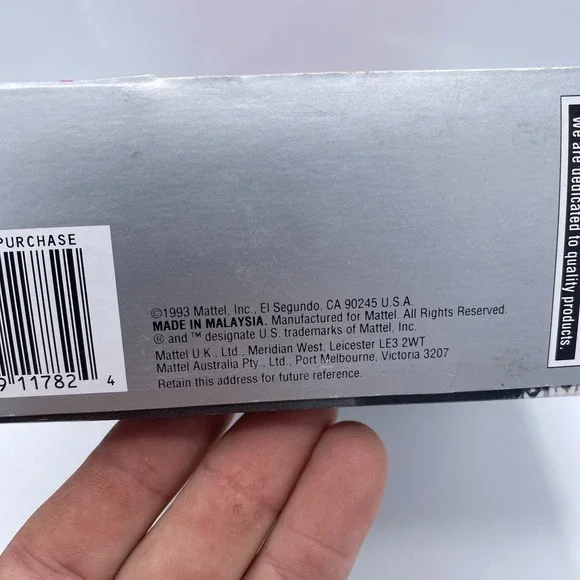 PURCHASE
911782 4
©1993 Mattel, Inc., El Segundo, CA 90245 U.S.A.
MADE IN MALAYSIA. Manufactured for Mattel. All Rights Reserved.
® and ™ designate U.S. trademarks of Mattel, Inc.
Mattel U.K., Ltd., Meridian West, Leicester LE3 2WT
Mattel Australia Pty., Ltd., Port Melbourne, Victoria 3207
Retain this address for future reference.
We are dedicated to quality products.